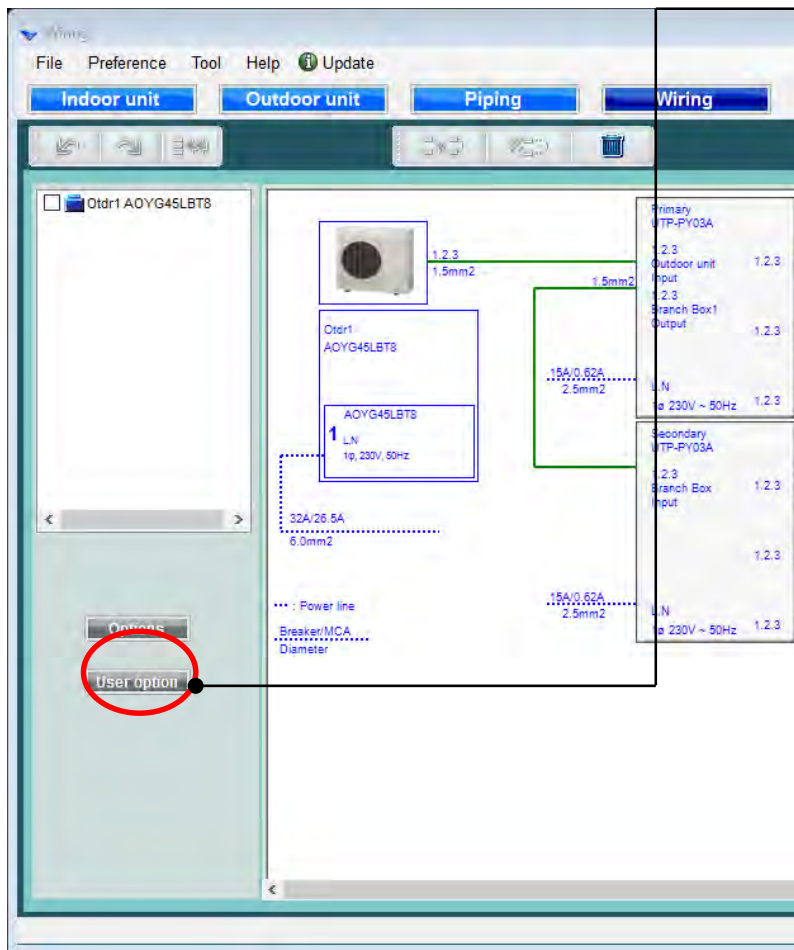 Wiring
File Preference Tool Help Update
Indoor unit Outdoor unit Piping Wiring
Otdr1 AOYG45LBT8
1.2.3
1.5mm2
Otdr1
AOYG45LBT8
AOYG45LBT8
1 L.N
1φ, 230V, 50Hz
32A/26.5A
6.0mm2
: Power line
Breaker/MCA
Diameter
1.5mm2
15A/0.62A
2.5mm2
15A/0.62A
2.5mm2
Primary
UTP-PY03A
1.2.3
Outdoor unit 1.2.3
Input
1.2.3
Branch Box1
Output 1.2.3
L.N
1φ 230V ~ 50Hz 1.2.3
Secondary
UTP-PY03A
1.2.3
Branch Box 1.2.3
Input
1.2.3
L.N
1φ 230V ~ 50Hz 1.2.3
Options
User option